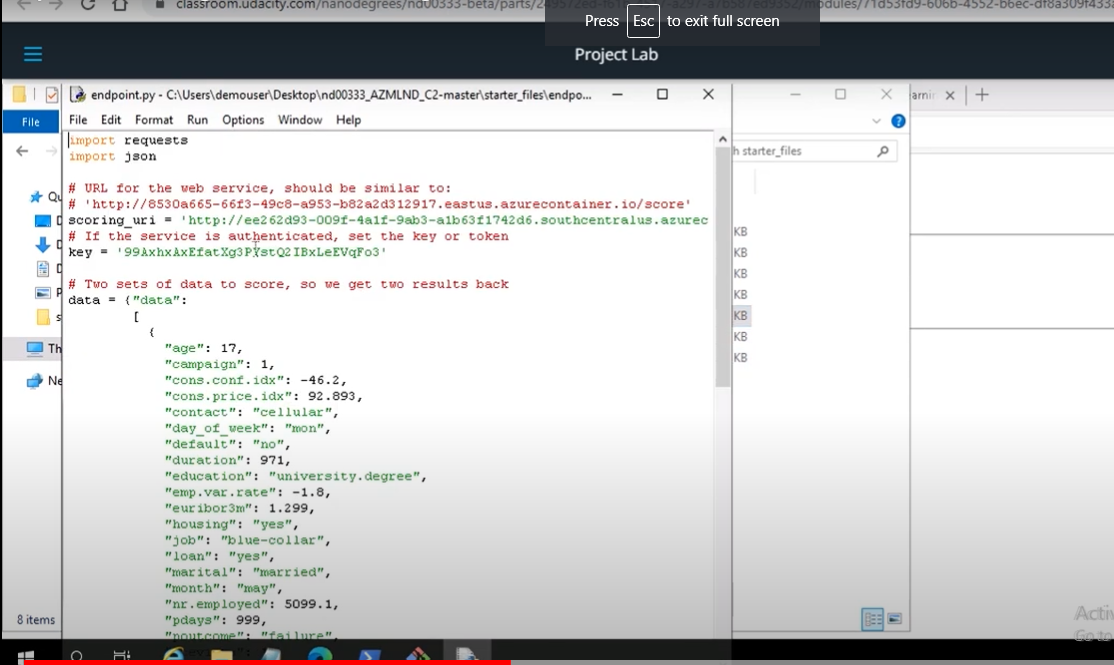 classroom.udacity.com/nanodegrees/nd00333-beta/parts/
Press Esc to exit full screen
Project Lab
endpoint.py - C:\Users\demouser\Desktop\nd00333_AZMLND_C2-master\starter_files\endpo...
File
File Edit Format Run Options Window Help
h starter_files
import requests
import json
# URL for the web service, should be similar to:
# 'http://8530a665-66f3-49c8-a953-b82a2d312917.eastus.azurecontainer.io/score'
scoring_uri = 'http://ee262d93-009f-4a1f-9ab3-a1b63f1742d6.southcentralus.azurec
# If the service is authenticated, set the key or token
key = '99AxhxAxEfatXg3PYstQ2IBxLeEVqFo3'
# Two sets of data to score, so we get two results back
data = {"data":
[
{
"age": 17,
"campaign": 1,
"cons.conf.idx": -46.2,
"cons.price.idx": 92.893,
"contact": "cellular",
"day_of_week": "mon",
"default": "no",
"duration": 971,
"education": "university.degree",
"emp.var.rate": -1.8,
"euribor3m": 1.299,
"housing": "yes",
"job": "blue-collar",
"loan": "yes",
"marital": "married",
"month": "may",
"nr.employed": 5099.1,
"pdays": 999,
"poutcome": "failure",
KB
KB
KB
KB
KB
KB
KB
Th
Ne
8 items
Activ
Go to